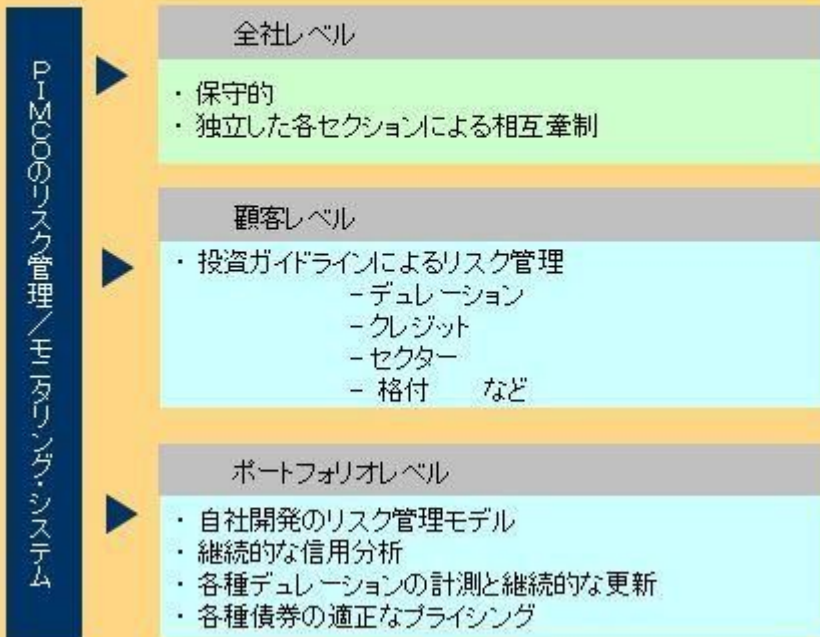 PIMCOのリスク管理／モニタリング・システム
全社レベル
・ 保守的
・ 独立した各セクションによる相互牽制
顧客レベル
・ 投資ガイドラインによるリスク管理
－デュレーション
－クレジット
－セクター
－ 格付　　など
ポートフォリオレベル
・ 自社開発のリスク管理モデル
・ 継続的な信用分析
・ 各種デュレーションの計測と継続的な更新
・ 各種債券の適正なプライシング